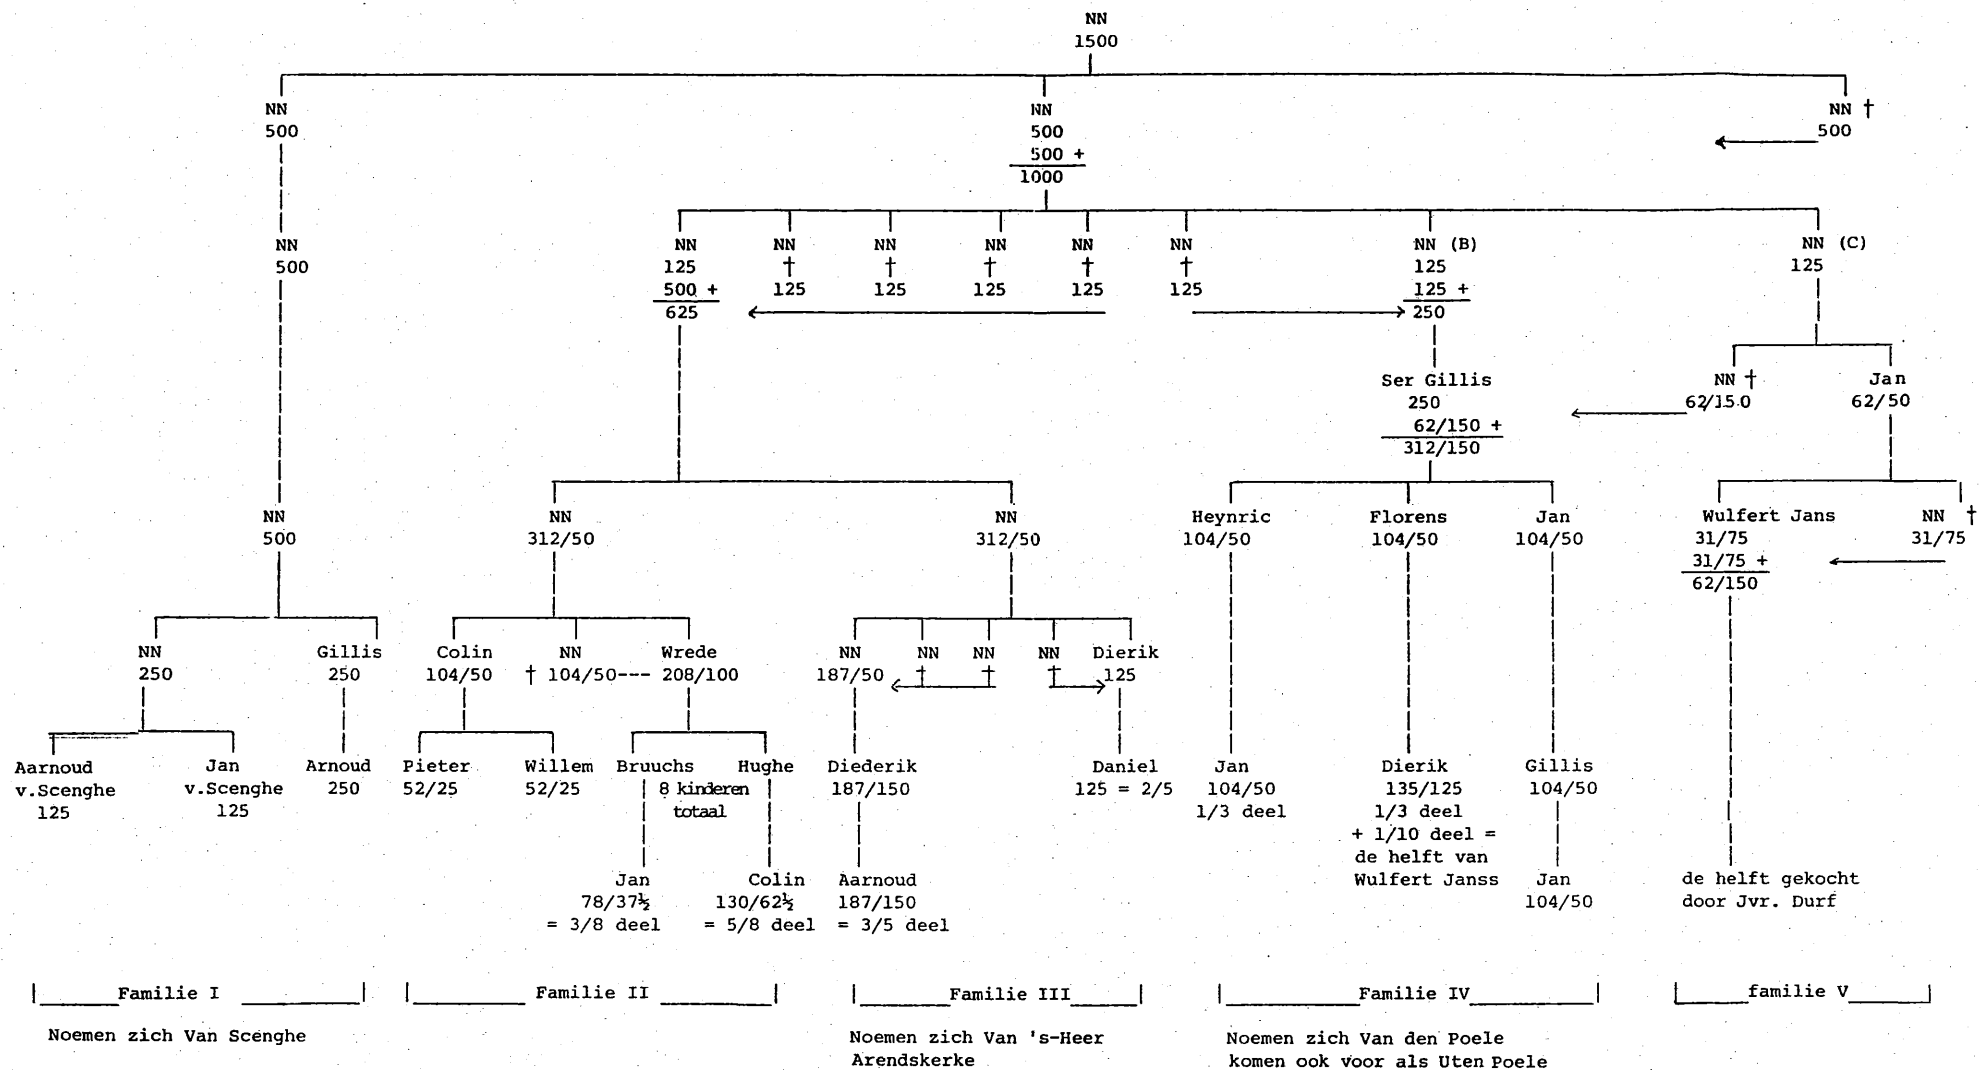 NN
1500
NN NN NN †
500 500 500
500 +
1000
NN NN NN NN NN NN NN (B) NN (C)
500 125 † † † † † 125 125
500 + 125 125 125 125 125 125 +
625 250
Ser Gillis NN † Jan
250 62/150 62/50
62/150 +
312/150
NN NN NN Heynric Florens Jan Wulfert Jans NN †
500 312/50 312/50 104/50 104/50 104/50 31/75 31/75
31/75 +
62/150
NN Gillis Colin NN Wrede NN NN NN NN Dierik
250 250 104/50 † 104/50--- 208/100 187/50 † † † 125
Aarnoud Jan Arnoud Pieter Willem Bruuchs Hughe Diederik Daniel Jan Dierik Gillis
v.Scenghe v.Scenghe 250 52/25 52/25 8 kinderen 187/150 125 = 2/5 104/50 135/125 104/50
125 125 totaal 1/3 deel 1/3 deel
+ 1/10 deel =
de helft van
Jan Colin Aarnoud Wulfert Janss Jan de helft gekocht
78/37½ 130/62½ 187/150 104/50 door Jvr. Durf
= 3/8 deel = 5/8 deel = 3/5 deel
Familie I Familie II Familie III Familie IV familie V
Noemen zich Van Scenghe Noemen zich Van 's-Heer Noemen zich Van den Poele
Arendskerke komen ook voor als Uten Poele